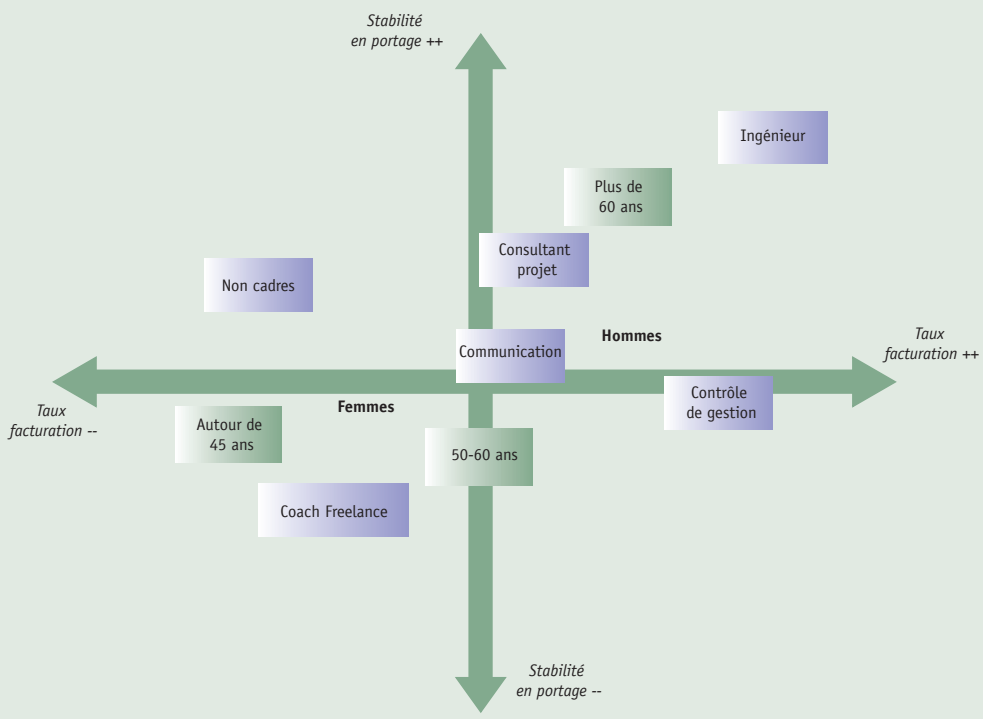 Stabilité
en portage ++
Ingénieur
Plus de
60 ans
Consultant
projet
Non cadres
Hommes
Communication
Taux
facturation ++
Contrôle
de gestion
Femmes
Taux
facturation --
Autour de
45 ans
50-60 ans
Coach Freelance
Stabilité
en portage --